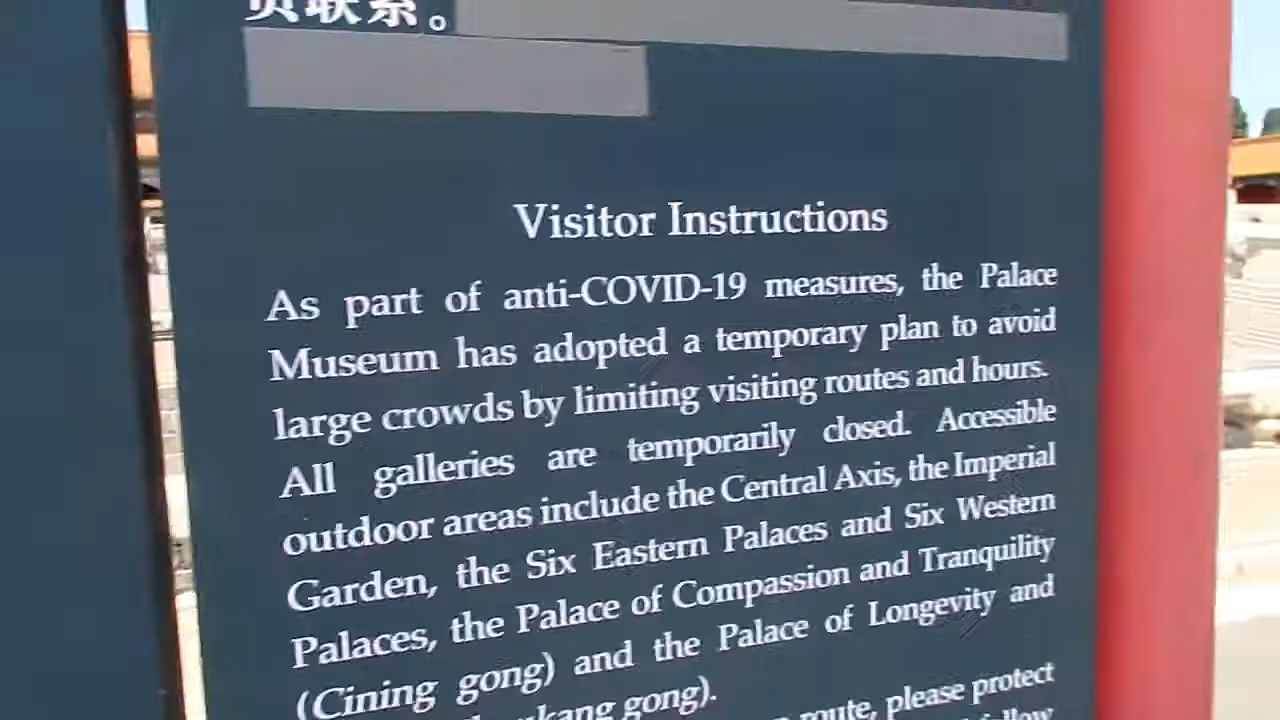 员联系。
Visitor Instructions
As part of anti-COVID-19 measures, the Palace
Museum has adopted a temporary plan to avoid
large crowds by limiting visiting routes and hours.
All galleries are temporarily closed. Accessible
outdoor areas include the Central Axis, the Imperial
Garden, the Six Eastern Palaces and Six Western
Palaces, the Palace of Compassion and Tranquility
(Cining gong) and the Palace of Longevity and
gong).
route, please protect
follow